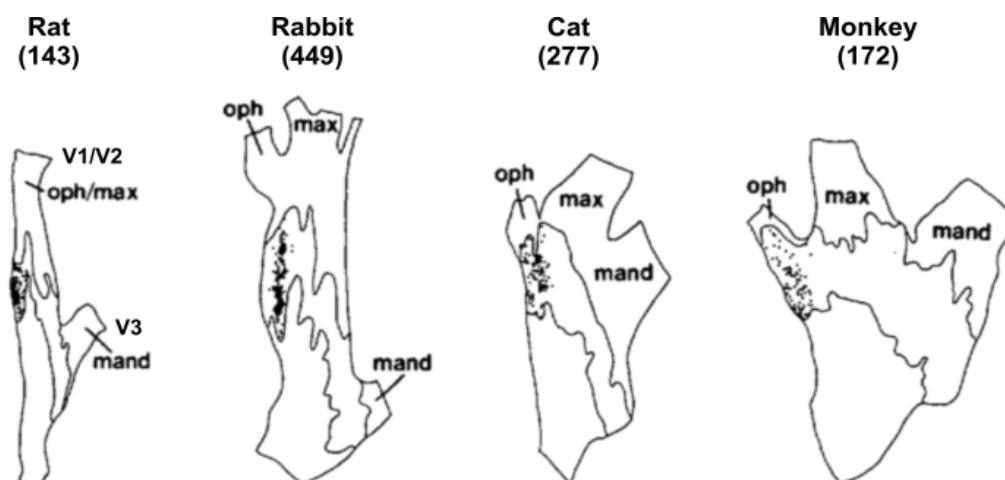 Rat
(143)
Rabbit
(449)
Cat
(277)
Monkey
(172)
V1/V2
oph/max
V3
mand
oph
max
mand
oph
max
mand
oph
max
mand